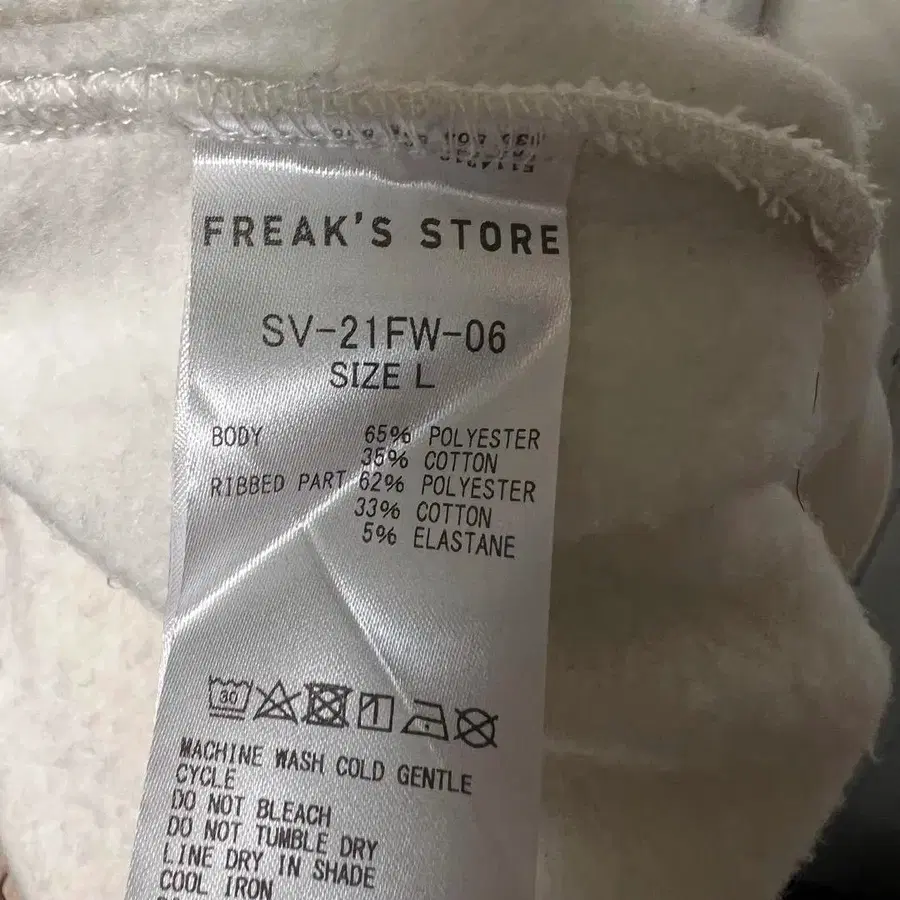 FREAK'S STORE
SV-21FW-06
SIZE L
BODY 65% POLYESTER
35% COTTON
RIBBED PART 62% POLYESTER
33% COTTON
5% ELASTANE
30
MACHINE WASH COLD GENTLE
CYCLE
DO NOT BLEACH
DO NOT TUMBLE DRY
LINE DRY IN SHADE
COOL IRON